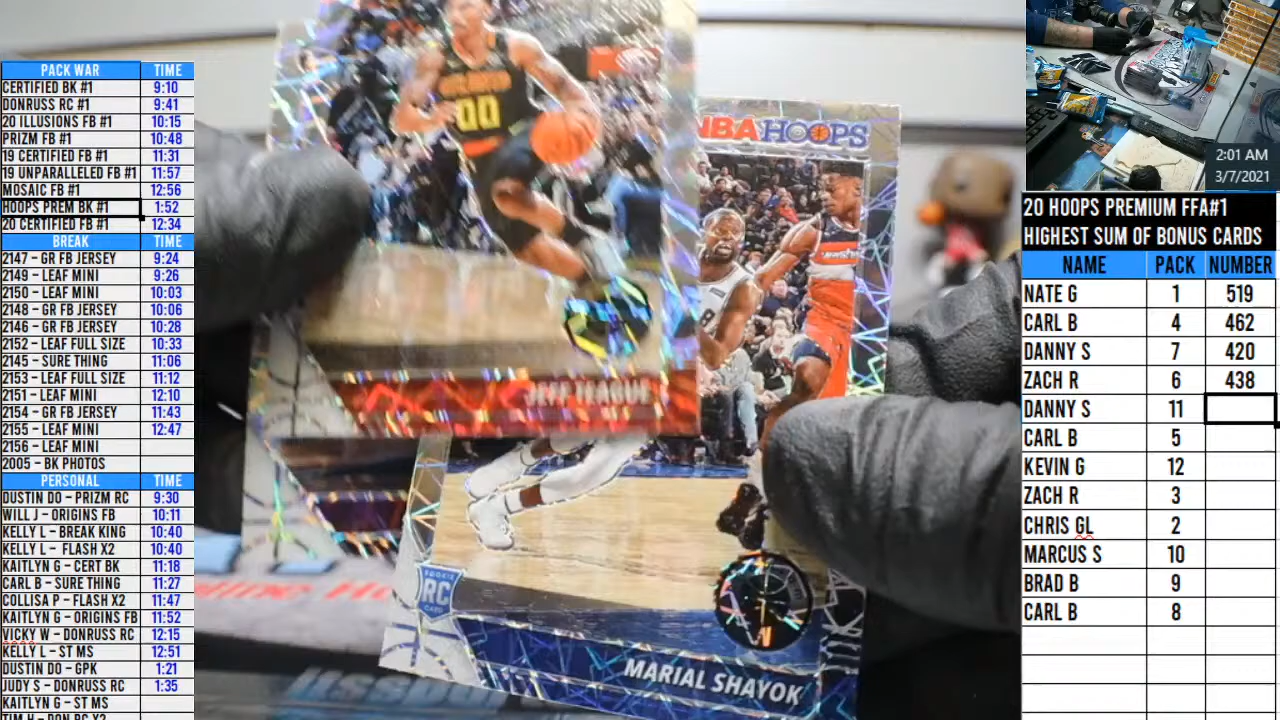 PACK WAR TIME
CERTIFIED BK #1 9:10
DONRUSS RC #1 9:41
20 ILLUSIONS FB #1 10:15
PRIZM FB #1 10:48
19 CERTIFIED FB #1 11:31
19 UNPARALLELED FB #1 11:57
MOSAIC FB #1 12:56
HOOPS PREM BK #1 1:52
20 CERTIFIED FB #1 12:34
BREAK TIME
2147 - GR FB JERSEY 9:24
2149 - LEAF MINI 9:26
2150 - LEAF MINI 10:03
2148 - GR FB JERSEY 10:06
2146 - GR FB JERSEY 10:28
2152 - LEAF FULL SIZE 10:33
2145 - SURE THING 11:06
2153 - LEAF FULL SIZE 11:12
2151 - LEAF MINI 12:10
2154 - GR FB JERSEY 11:43
2155 - LEAF MINI 12:47
2156 - LEAF MINI
2005 - BK PHOTOS
PERSONAL TIME
DUSTIN DO - PRIZM RC 9:30
WILL J - ORIGINS FB 10:11
KELLY L - BREAK KING 10:40
KELLY L - FLASH X2 10:40
KAITLYN G - CERT BK 11:18
CARL B - SURE THING 11:27
COLLISA P - FLASH X2 11:47
KAITLYN G - ORIGINS FB 11:52
VICKY W - DONRUSS RC 12:15
KELLY L - ST MS 12:51
DUSTIN DO - GPK 1:21
JUDY S - DONRUSS RC 1:35
KAITLYN G - ST MS
TIM H - DON RC X2
00
JEFF TEAGUE
NBA HOOPS
ROOKIE
RC
CARD
MARIAL SHAYOK
2:01 AM
3/7/2021
20 HOOPS PREMIUM FFA#1
HIGHEST SUM OF BONUS CARDS
NAME PACK NUMBER
NATE G 1 519
CARL B 4 462
DANNY S 7 420
ZACH R 6 438
DANNY S 11
CARL B 5
KEVIN G 12
ZACH R 3
CHRIS GL 2
MARCUS S 10
BRAD B 9
CARL B 8